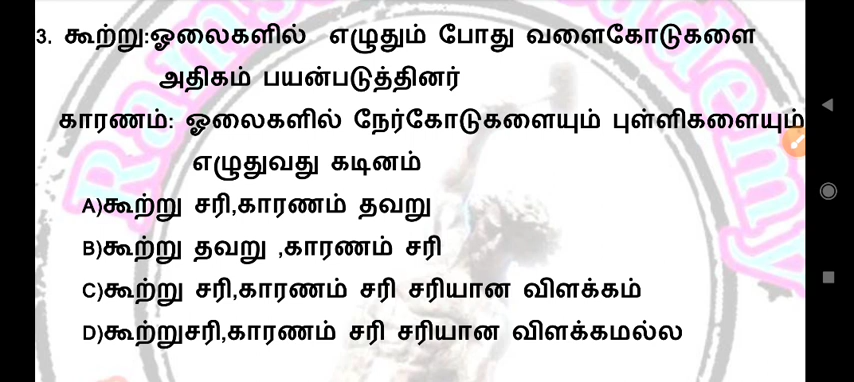 3. கூற்று:ஓலைகளில் எழுதும் போது வளைகோடுகளை
அதிகம் பயன்படுத்தினர்
காரணம்: ஓலைகளில் நேர்கோடுகளையும் புள்ளிகளையும்
எழுதுவது கடினம்
A)கூற்று சரி,காரணம் தவறு
B)கூற்று தவறு ,காரணம் சரி
C)கூற்று சரி,காரணம் சரி சரியான விளக்கம்
D)கூற்றுசரி,காரணம் சரி சரியான விளக்கமல்ல